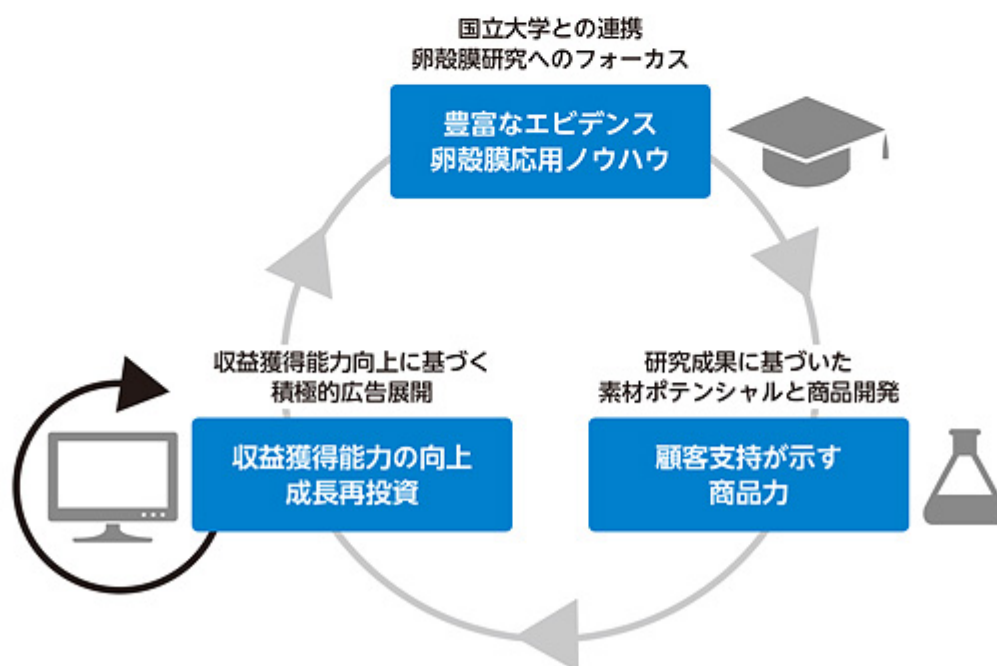 国立大学との連携
卵殻膜研究へのフォーカス
豊富なエビデンス
卵殻膜応用ノウハウ
収益獲得能力向上に基づく
積極的広告展開
収益獲得能力の向上
成長再投資
研究成果に基づいた
素材ポテンシャルと商品開発
顧客支持が示す
商品力